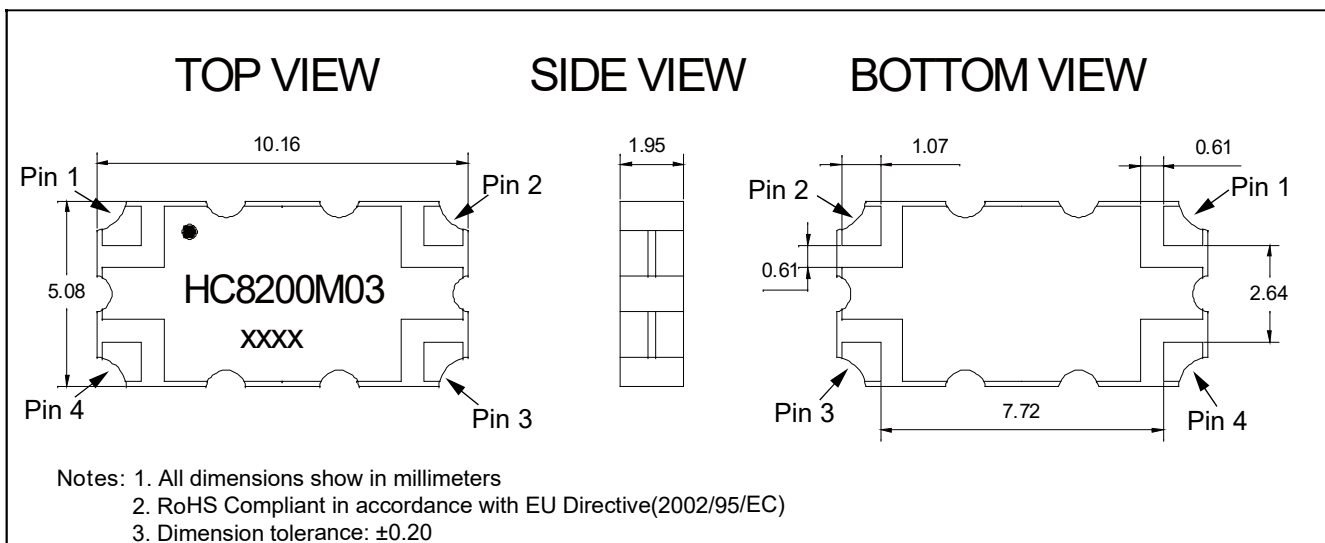 TOP VIEW
SIDE VIEW
BOTTOM VIEW
10.16
1.95
1.07
0.61
Pin 1
Pin 2
Pin 2
Pin 1
5.08
HC8200M03
xxxx
0.61
2.64
Pin 4
Pin 3
Pin 3
7.72
Pin 4
Notes: 1. All dimensions show in millimeters
2. RoHS Compliant in accordance with EU Directive(2002/95/EC)
3. Dimension tolerance: ±0.20